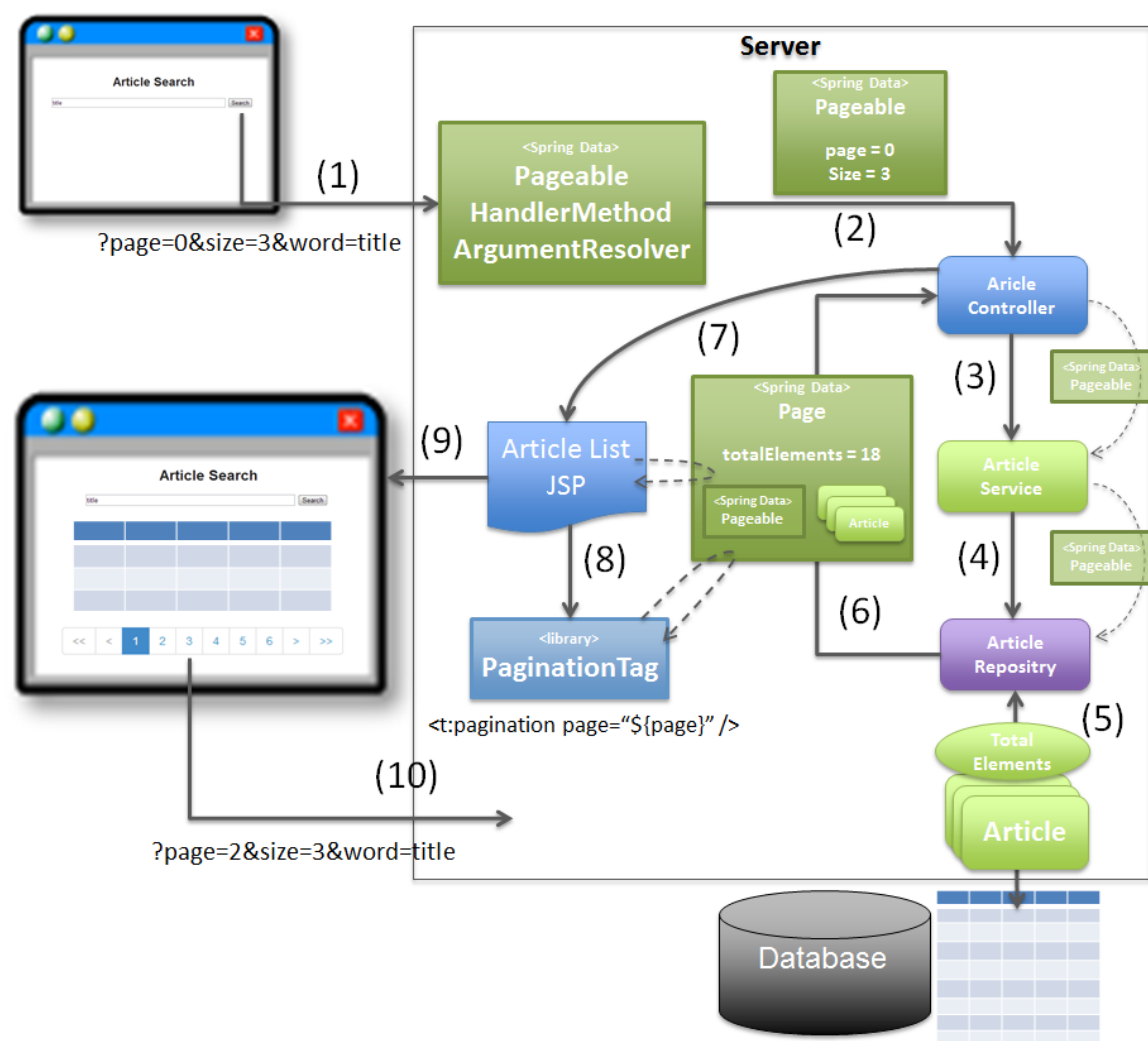 Server
Article Search
title
Search
(1)
?page=0&size=3&word=title
<Spring Data>
Pageable
HandlerMethod
ArgumentResolver
<Spring Data>
Pageable
page = 0
Size = 3
(2)
Aricle
Controller
(3)
<Spring Data>
Pageable
Article
Service
(4)
<Spring Data>
Pageable
Article
Repositry
(5)
Total
Elements
Article
Database
(6)
<Spring Data>
Page
totalElements = 18
<Spring Data>
Pageable
Article
(7)
Article List
JSP
(8)
<library>
PaginationTag
<t:pagination page=“${page}” />
(9)
Article Search
title
Search
<< < 1 2 3 4 5 6 > >>
(10)
?page=2&size=3&word=title